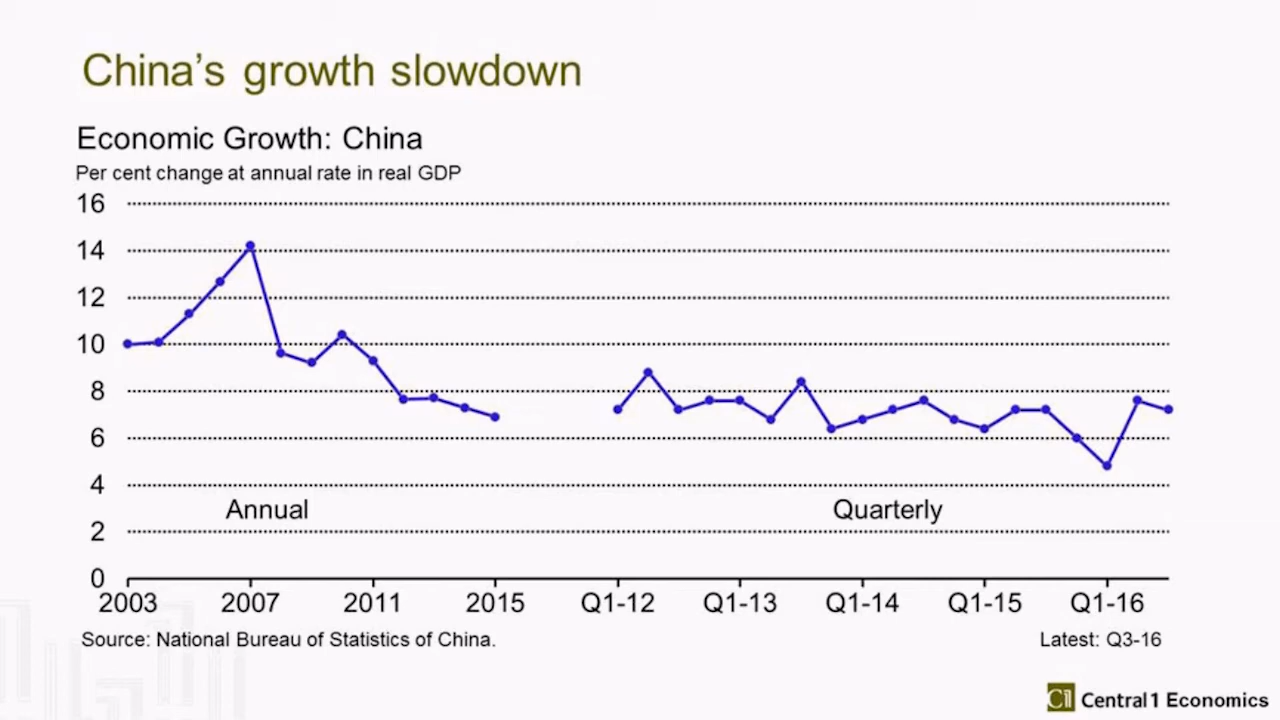 China's growth slowdown
Economic Growth: China
Per cent change at annual rate in real GDP
16
14
12
10
8
6
4
Annual Quarterly
2
0
2003 2007 2011 2015 Q1-12 Q1-13 Q1-14 Q1-15 Q1-16
Source: National Bureau of Statistics of China. Latest: Q3-16
C1 Central 1 Economics